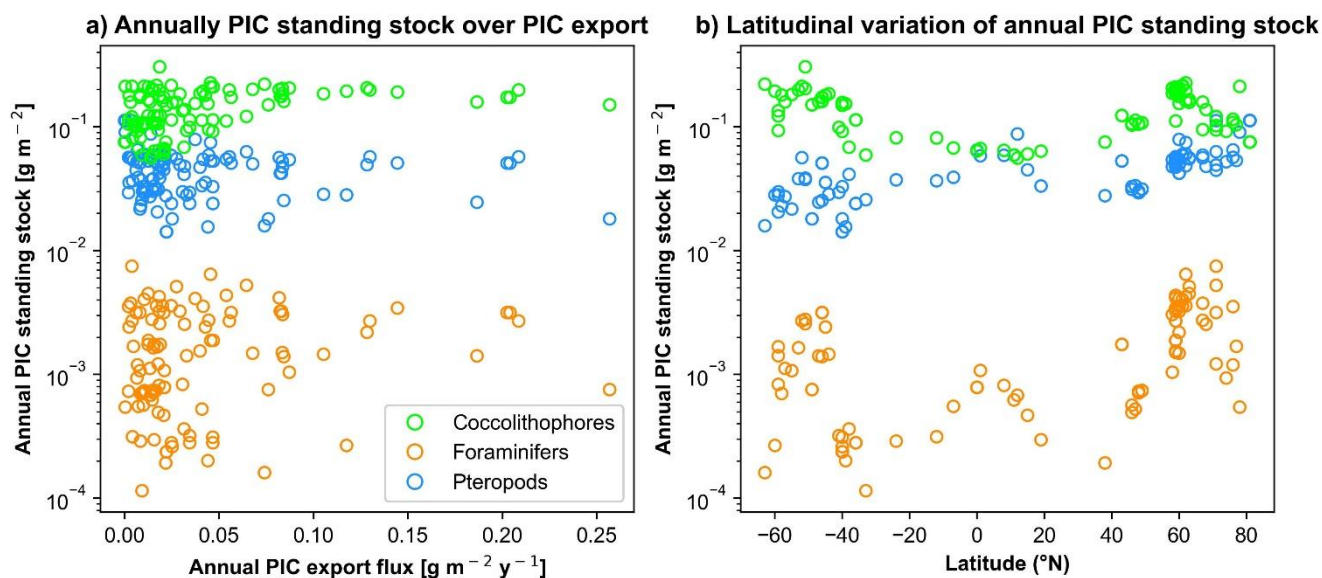 a) Annually PIC standing stock over PIC export
b) Latitudinal variation of annual PIC standing stock
Annual PIC standing stock [g m⁻²]
10⁻¹
10⁻²
10⁻³
10⁻⁴
Coccolithophores
Foraminifers
Pteropods
0.00 0.05 0.10 0.15 0.20 0.25
Annual PIC export flux [g m⁻² y⁻¹]
Annual PIC standing stock [g m⁻²]
10⁻¹
10⁻²
10⁻³
10⁻⁴
−60 −40 −20 0 20 40 60 80
Latitude (°N)